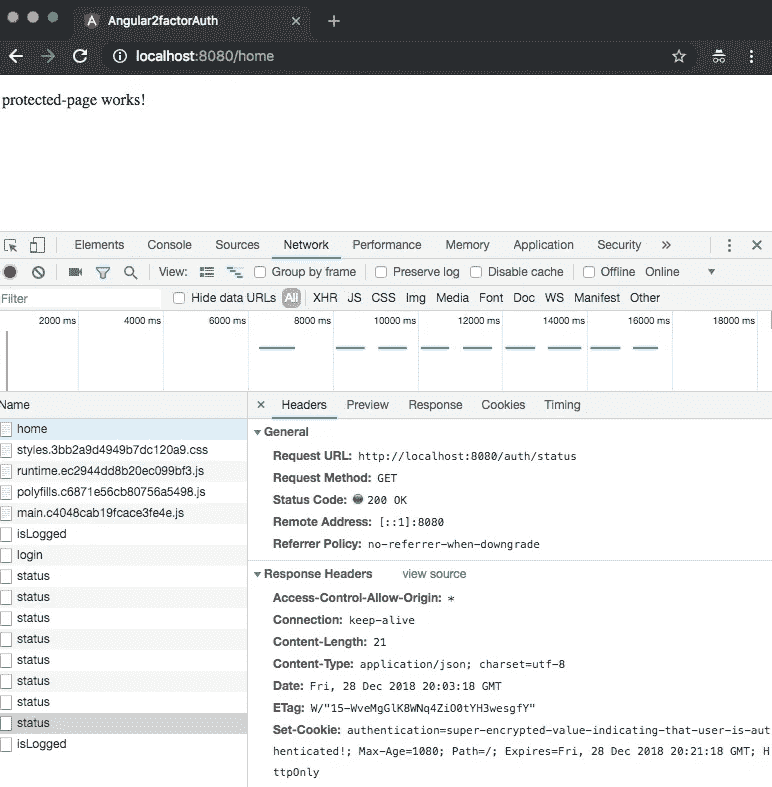 Angular2factorAuth
localhost:8080/home
protected-page works!
Elements Console Sources Network Performance Memory Application Security »
View: Group by frame Preserve log Disable cache Offline Online
Filter Hide data URLs All XHR JS CSS Img Media Font Doc WS Manifest Other
2000 ms 4000 ms 6000 ms 8000 ms 10000 ms 12000 ms 14000 ms 16000 ms 18000 ms
Name
home
styles.3bb2a9d4949b7dc120a9.css
runtime.ec2944dd8b20ec099bf3.js
polyfills.c6871e56cb80756a5498.js
main.c4048cab19fcace3fe4e.js
isLogged
login
status
status
status
status
status
status
status
status
isLogged
Headers Preview Response Cookies Timing
General
Request URL: http://localhost:8080/auth/status
Request Method: GET
Status Code: 200 OK
Remote Address: [::1]:8080
Referrer Policy: no-referrer-when-downgrade
Response Headers view source
Access-Control-Allow-Origin: *
Connection: keep-alive
Content-Length: 21
Content-Type: application/json; charset=utf-8
Date: Fri, 28 Dec 2018 20:03:18 GMT
ETag: W/"15-WveMgGlK8WNq4ZiO0tYH3wesgfY"
Set-Cookie: authentication=super-encrypted-value-indicating-that-user-is-aut
henticated!; Max-Age=1080; Path=/; Expires=Fri, 28 Dec 2018 20:21:18 GMT; H
ttpOnly